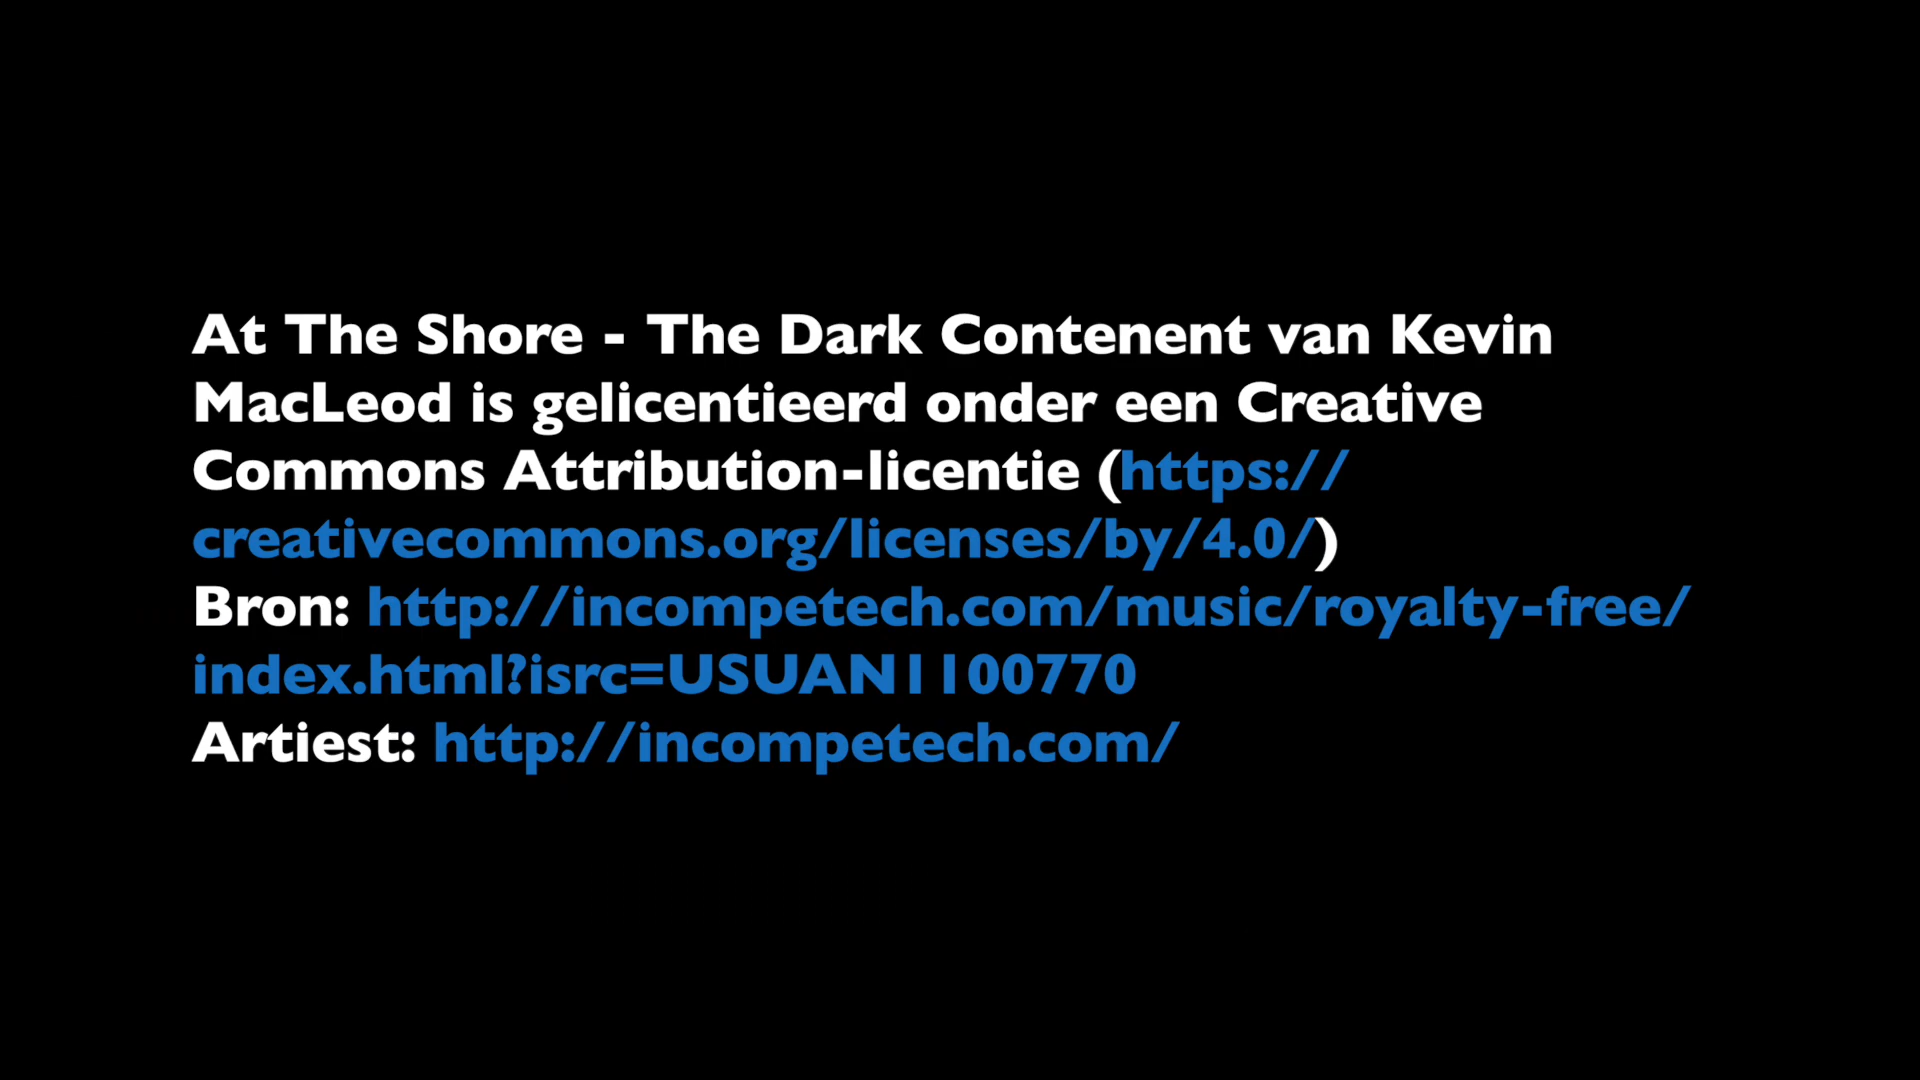 At The Shore - The Dark Contenent van Kevin
MacLeod is gelicentieerd onder een Creative
Commons Attribution-licentie (https://
creativecommons.org/licenses/by/4.0/)
Bron: http://incompetech.com/music/royalty-free/
index.html?isrc=USUAN1100770
Artiest: http://incompetech.com/